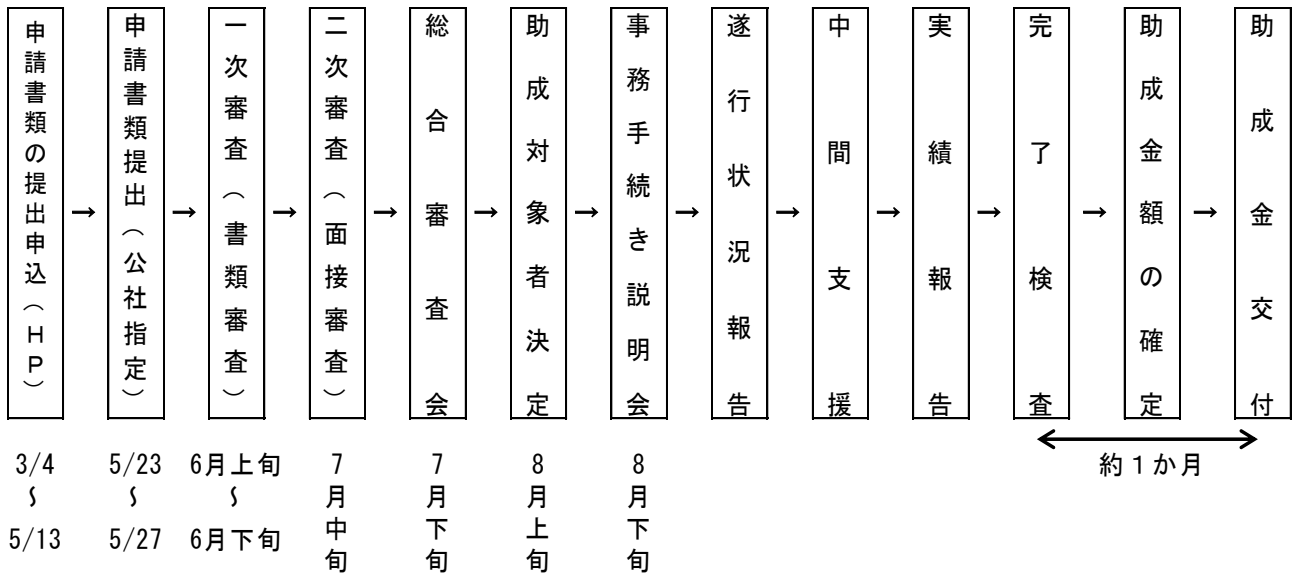 申請書類の提出申込（ＨＰ）
→
申請書類提出（公社指定）
→
一次審査（書類審査）
→
二次審査（面接審査）
→
総合審査会
→
助成対象者決定
→
事務手続き説明会
→
遂行状況報告
→
中間支援
→
実績報告
→
完了検査
→
助成金額の確定
→
助成金交付
3/4
～
5/13
5/23
～
5/27
6月上旬
～
6月下旬
7月中旬
7月下旬
8月上旬
8月下旬
約１か月